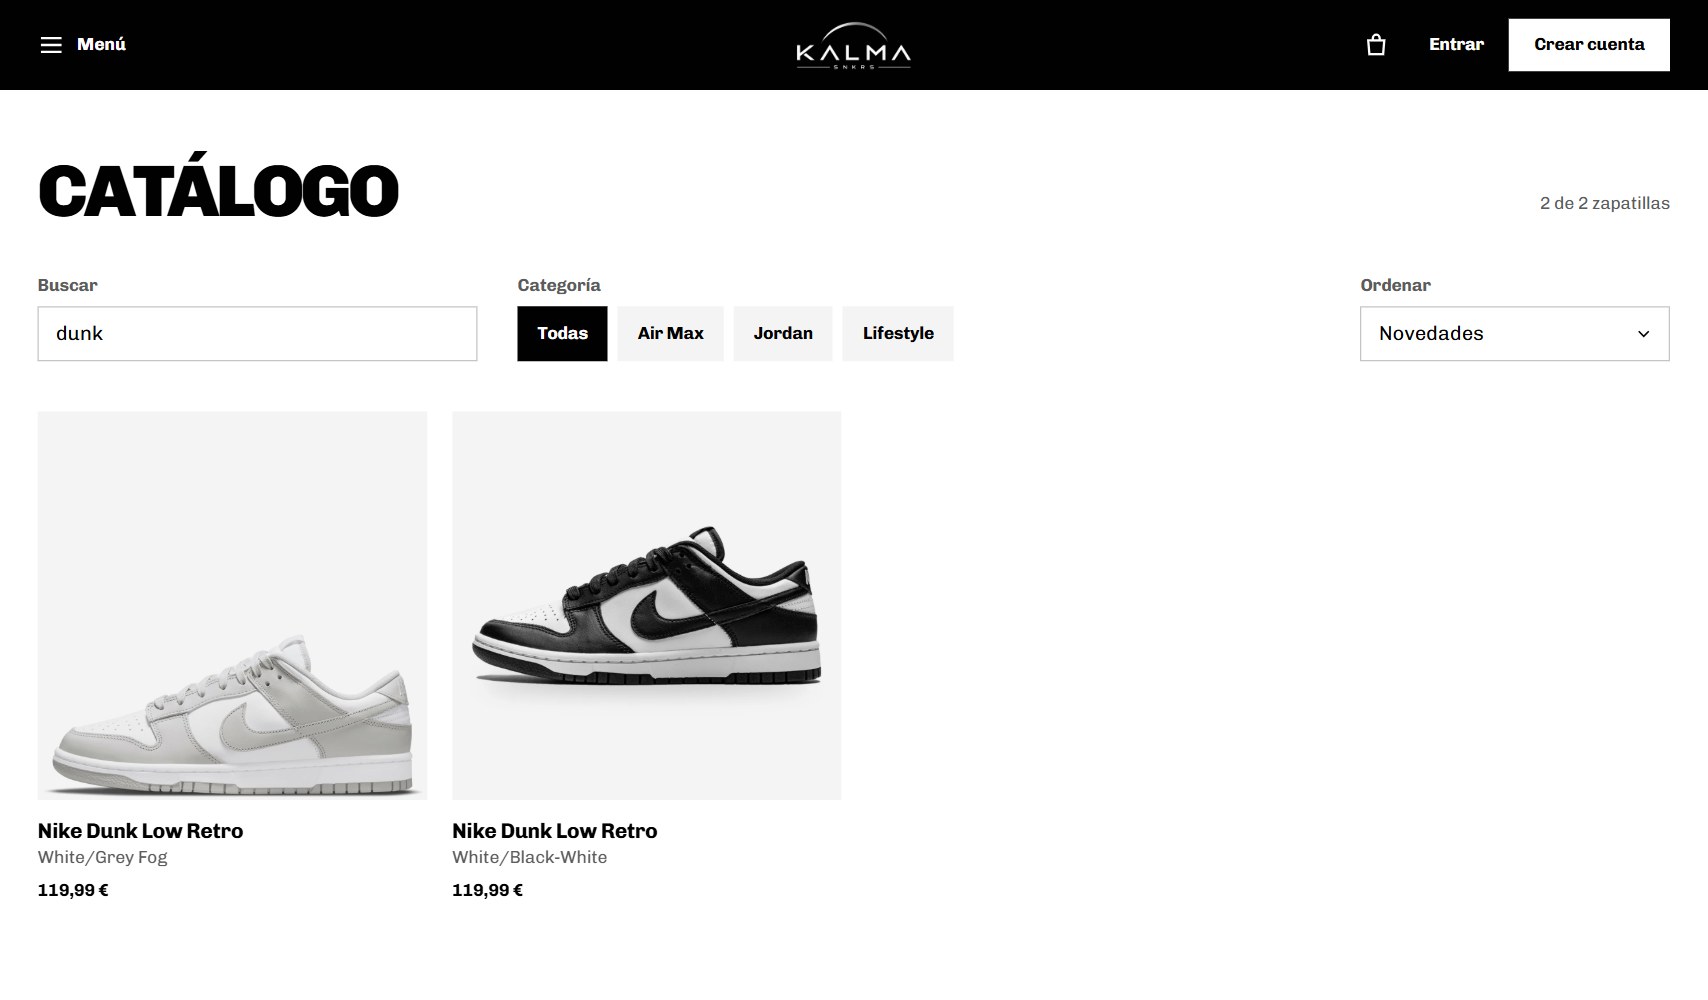 Menú
KALMA
SNKRS
Entrar
Crear cuenta
CATÁLOGO
2 de 2 zapatillas
Buscar
Categoría
Ordenar
dunk
Todas
Air Max
Jordan
Lifestyle
Novedades
Nike Dunk Low Retro
White/Grey Fog
119,99 €
Nike Dunk Low Retro
White/Black-White
119,99 €